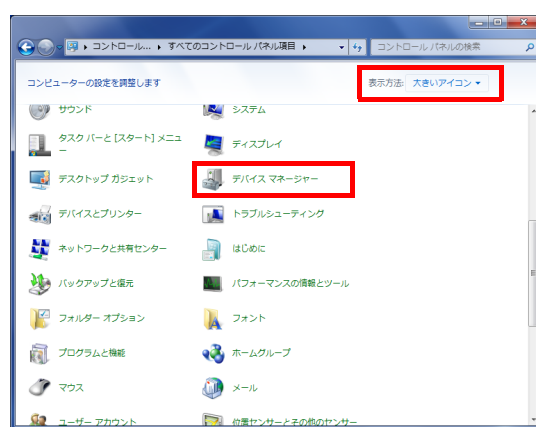 コントロール... ▸ すべてのコントロール パネル項目 ▸
コントロール パネルの検索
コンピューターの設定を調整します
表示方法: 大きいアイコン
サウンド
システム
タスク バーと [スタート] メニュー
ディスプレイ
デスクトップ ガジェット
デバイス マネージャー
デバイスとプリンター
トラブルシューティング
ネットワークと共有センター
はじめに
バックアップと復元
パフォーマンスの情報とツール
フォルダー オプション
フォント
プログラムと機能
ホームグループ
マウス
メール
ユーザー アカウント
位置センサーとその他のセンサー